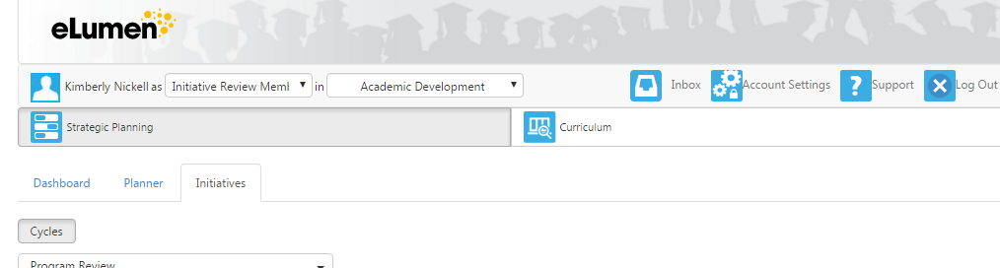 eLumen
Kimberly Nickell as Initiative Review Meml in Academic Development Inbox Account Settings Support Log Out
Strategic Planning Curriculum
Dashboard Planner Initiatives
Cycles
Program Review